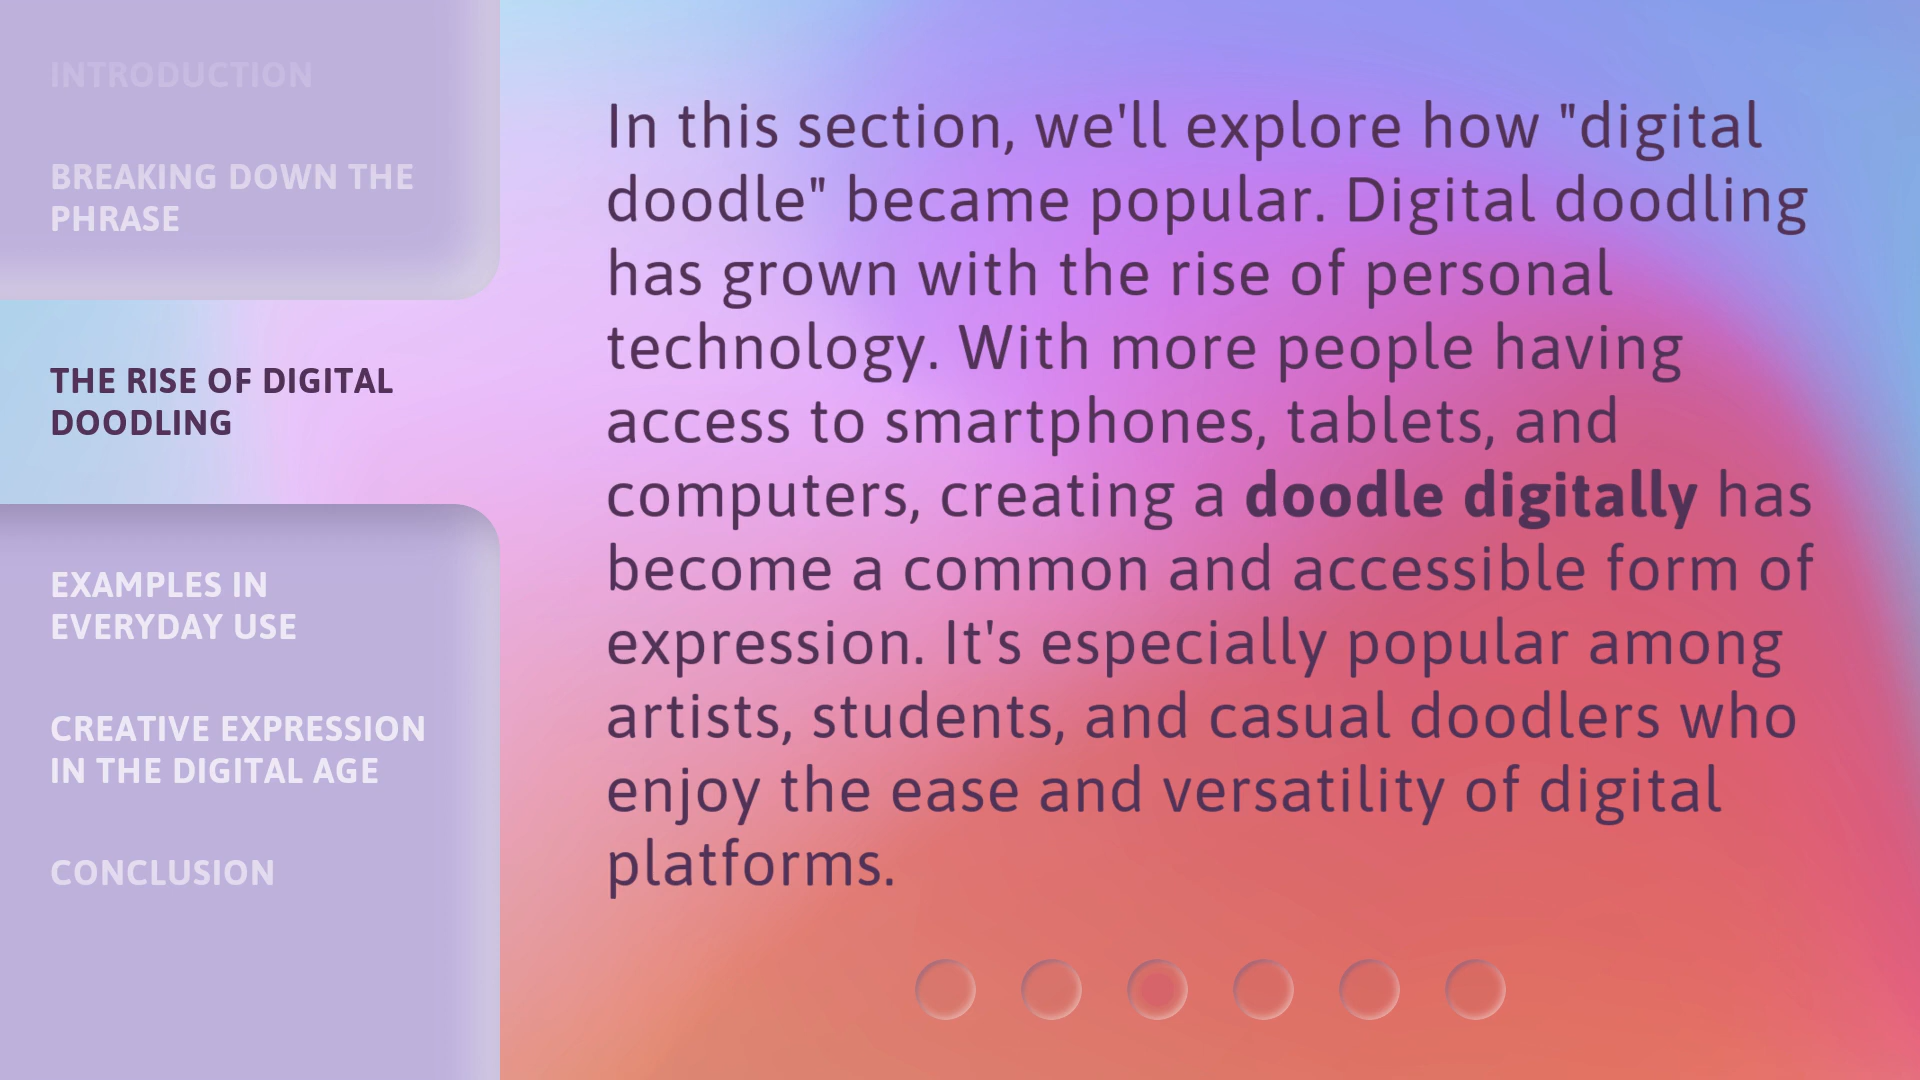 INTRODUCTION
BREAKING DOWN THE
PHRASE
THE RISE OF DIGITAL
DOODLING
EXAMPLES IN
EVERYDAY USE
CREATIVE EXPRESSION
IN THE DIGITAL AGE
CONCLUSION
In this section, we'll explore how "digital
doodle" became popular. Digital doodling
has grown with the rise of personal
technology. With more people having
access to smartphones, tablets, and
computers, creating a doodle digitally has
become a common and accessible form of
expression. It's especially popular among
artists, students, and casual doodlers who
enjoy the ease and versatility of digital
platforms.